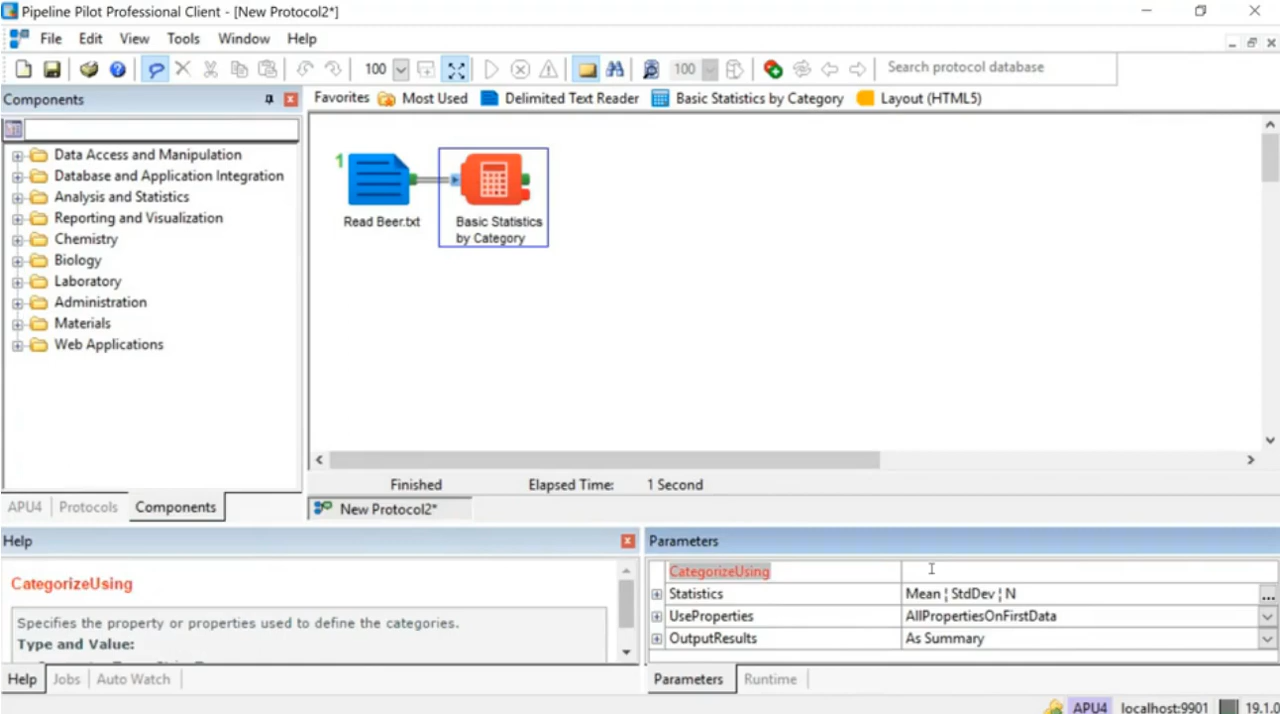 Pipeline Pilot Professional Client - [New Protocol2*]
File Edit View Tools Window Help
100 100 Search protocol database
Components
Favorites Most Used Delimited Text Reader Basic Statistics by Category Layout (HTML5)
Data Access and Manipulation
Database and Application Integration
Analysis and Statistics
Reporting and Visualization
Chemistry
Biology
Laboratory
Administration
Materials
Web Applications
1
Read Beer.txt
Basic Statistics
by Category
Finished Elapsed Time: 1 Second
APU4 Protocols Components
New Protocol2*
Help
CategorizeUsing
Specifies the property or properties used to define the categories.
Type and Value:
Help Jobs Auto Watch
Parameters
CategorizeUsing
Statistics Mean ¦ StdDev ¦ N ...
UseProperties AllPropertiesOnFirstData
OutputResults As Summary
Parameters Runtime
APU4 localhost:9901 19.1.0